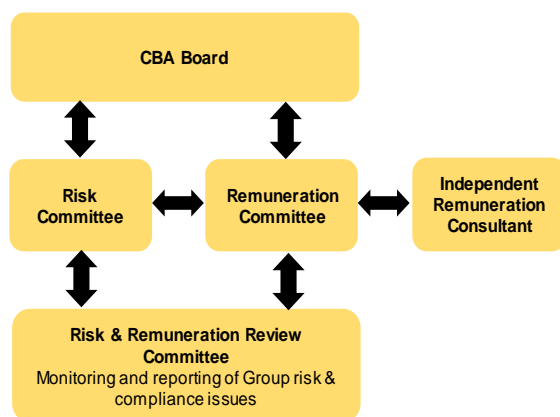 CBA Board
Risk
Committee
Remuneration
Committee
Independent
Remuneration
Consultant
Risk & Remuneration Review
Committee
Monitoring and reporting of Group risk &
compliance issues